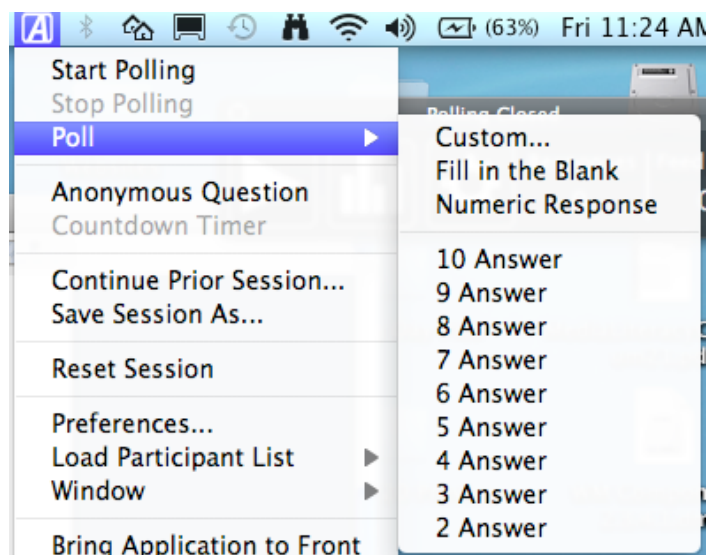 A (63%) Fri 11:24 AM
Start Polling
Stop Polling
Poll
Anonymous Question
Countdown Timer
Continue Prior Session...
Save Session As...
Reset Session
Preferences...
Load Participant List
Window
Bring Application to Front
Polling Closed
Custom...
Fill in the Blank
Numeric Response
10 Answer
9 Answer
8 Answer
7 Answer
6 Answer
5 Answer
4 Answer
3 Answer
2 Answer